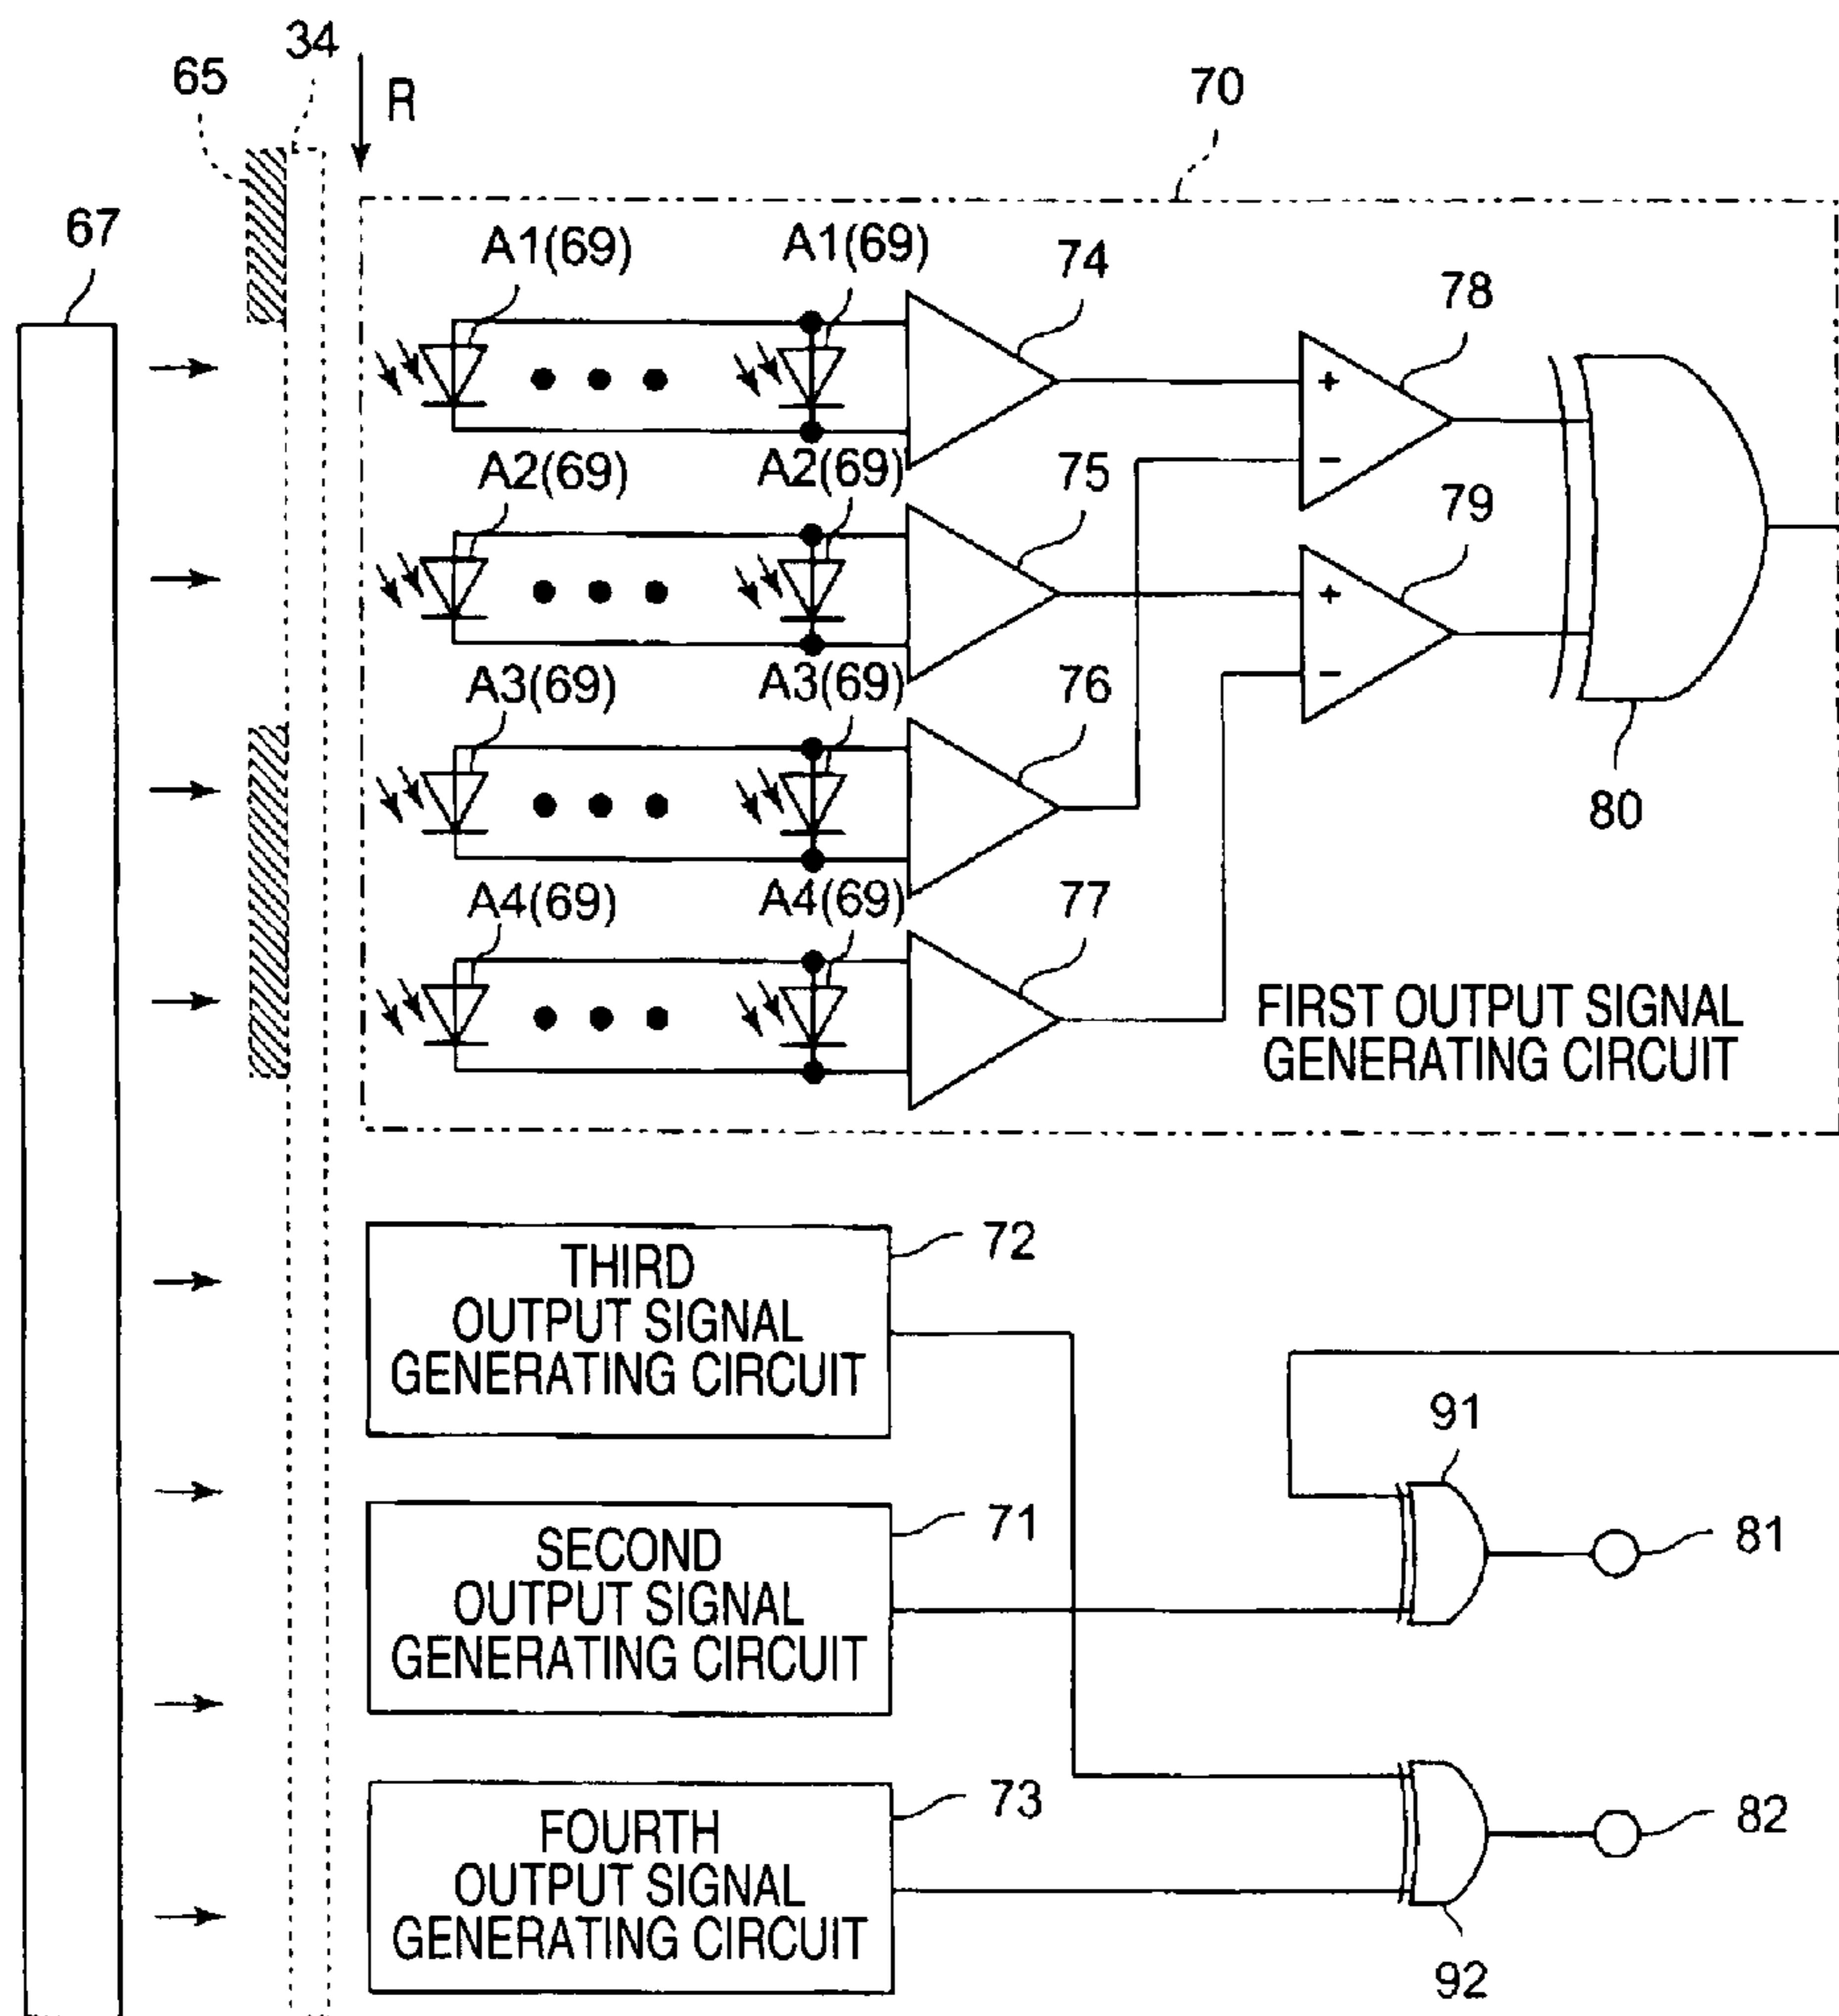 34
65
R
70
67
A1(69)
A1(69)
74
78
+
-
A2(69)
A2(69)
75
79
+
-
A3(69)
A3(69)
76
80
A4(69)
A4(69)
77
FIRST OUTPUT SIGNAL
GENERATING CIRCUIT
THIRD
OUTPUT SIGNAL
GENERATING CIRCUIT
72
91
SECOND
OUTPUT SIGNAL
GENERATING CIRCUIT
71
81
FOURTH
OUTPUT SIGNAL
GENERATING CIRCUIT
73
82
92